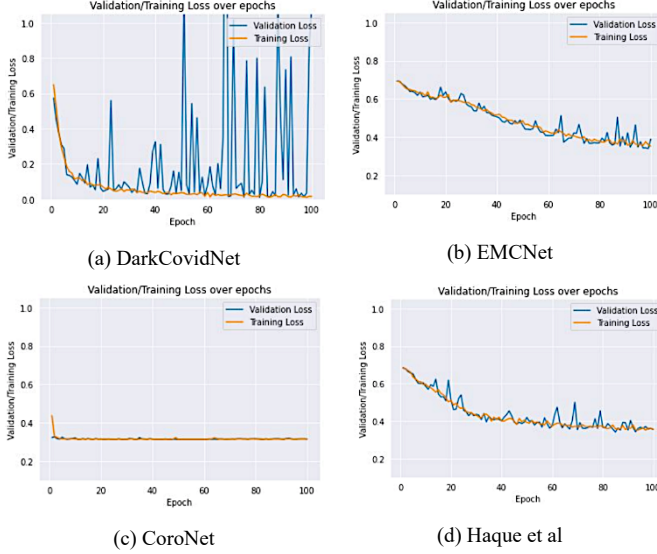 Validation/Training Loss over epochs
Validation Loss
Training Loss
Validation/Training Loss
1.0
0.8
0.6
0.4
0.2
0.0
0 20 40 60 80 100
Epoch
(a) DarkCovidNet
Validation/Training Loss over epochs
Validation Loss
Training Loss
Validation/Training Loss
1.0
0.8
0.6
0.4
0.2
0 20 40 60 80 100
Epoch
(b) EMCNet
Validation/Training Loss over epochs
Validation Loss
Training Loss
Validation/Training Loss
1.0
0.8
0.6
0.4
0.2
0 20 40 60 80 100
Epoch
(c) CoroNet
Validation/Training Loss over epochs
Validation Loss
Training Loss
Validation/Training Loss
1.0
0.8
0.6
0.4
0.2
0 20 40 60 80 100
Epoch
(d) Haque et al